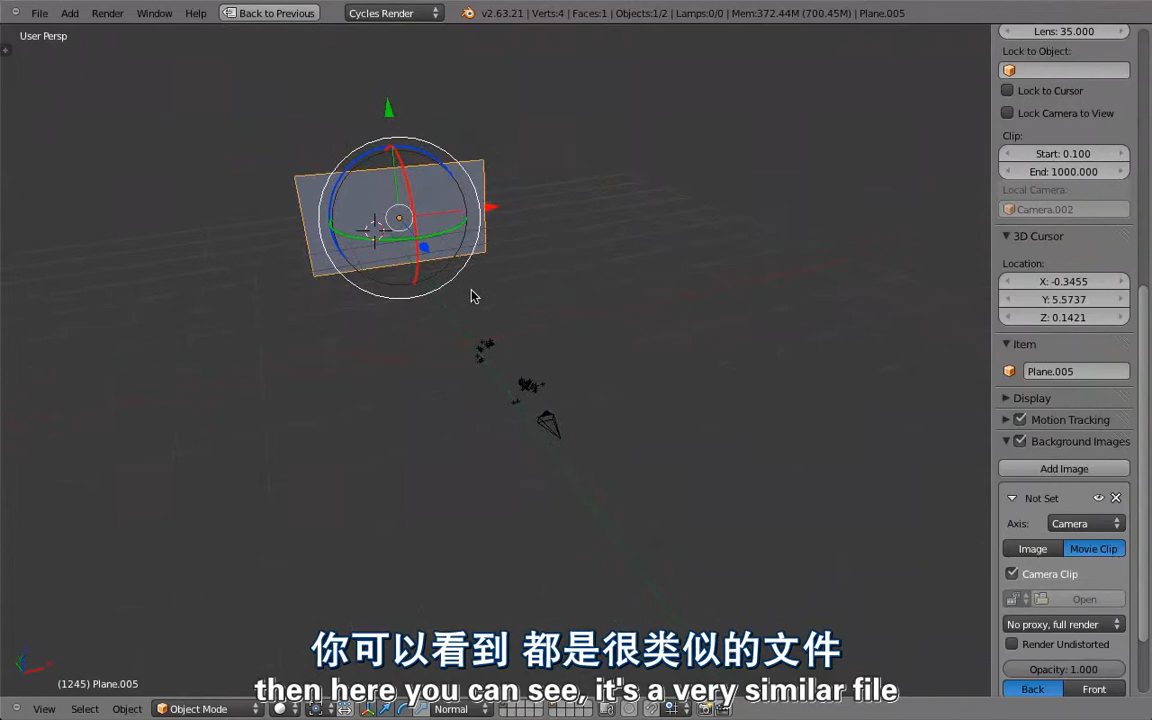 File Add Render Window Help Back to Previous Cycles Render v2.63.21 | Verts:4 | Faces:1 | Objects:1/2 | Lamps:0/0 | Mem:372.44M (700.45M) | Plane.005
User Persp
Lens: 35.000
Lock to Object:
Lock to Cursor
Lock Camera to View
Clip:
Start: 0.100
End: 1000.000
Local Camera:
Camera.002
3D Cursor
Location:
X: -0.3455
Y: 5.5737
Z: 0.1421
Item
Plane.005
Display
Motion Tracking
Background Images
Add Image
Not Set
Axis: Camera
Image Movie Clip
Camera Clip
Open
No proxy, full render
Render Undistorted
Opacity: 1.000
Back Front
你可以看到 都是很类似的文件
then here you can see, it's a very similar file
(1245) Plane.005
View Select Object Object Mode Normal